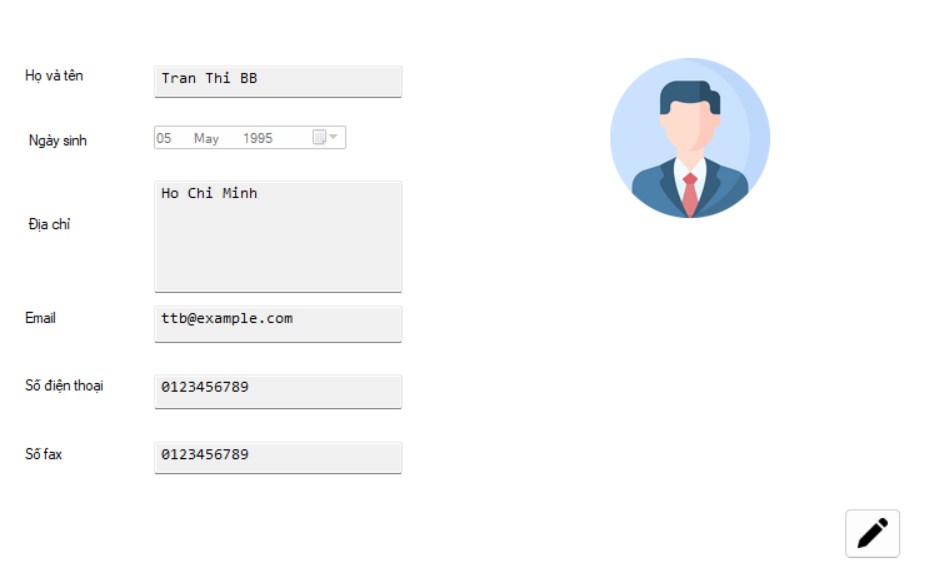 Họ và tên
Tran Thi BB
Ngày sinh
05 May 1995
Địa chỉ
Ho Chi Minh
Email
ttb@example.com
Số điện thoại
0123456789
Số fax
0123456789